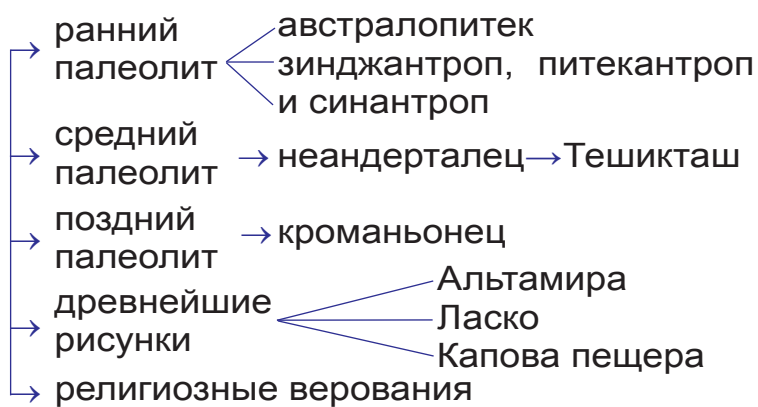 ранний
палеолит
австралопитек
зинджантроп, питекантроп
и синантроп
средний
палеолит
неандерталец
Тешикташ
поздний
палеолит
кроманьонец
древнейшие
рисунки
Альтамира
Ласко
Капова пещера
религиозные верования